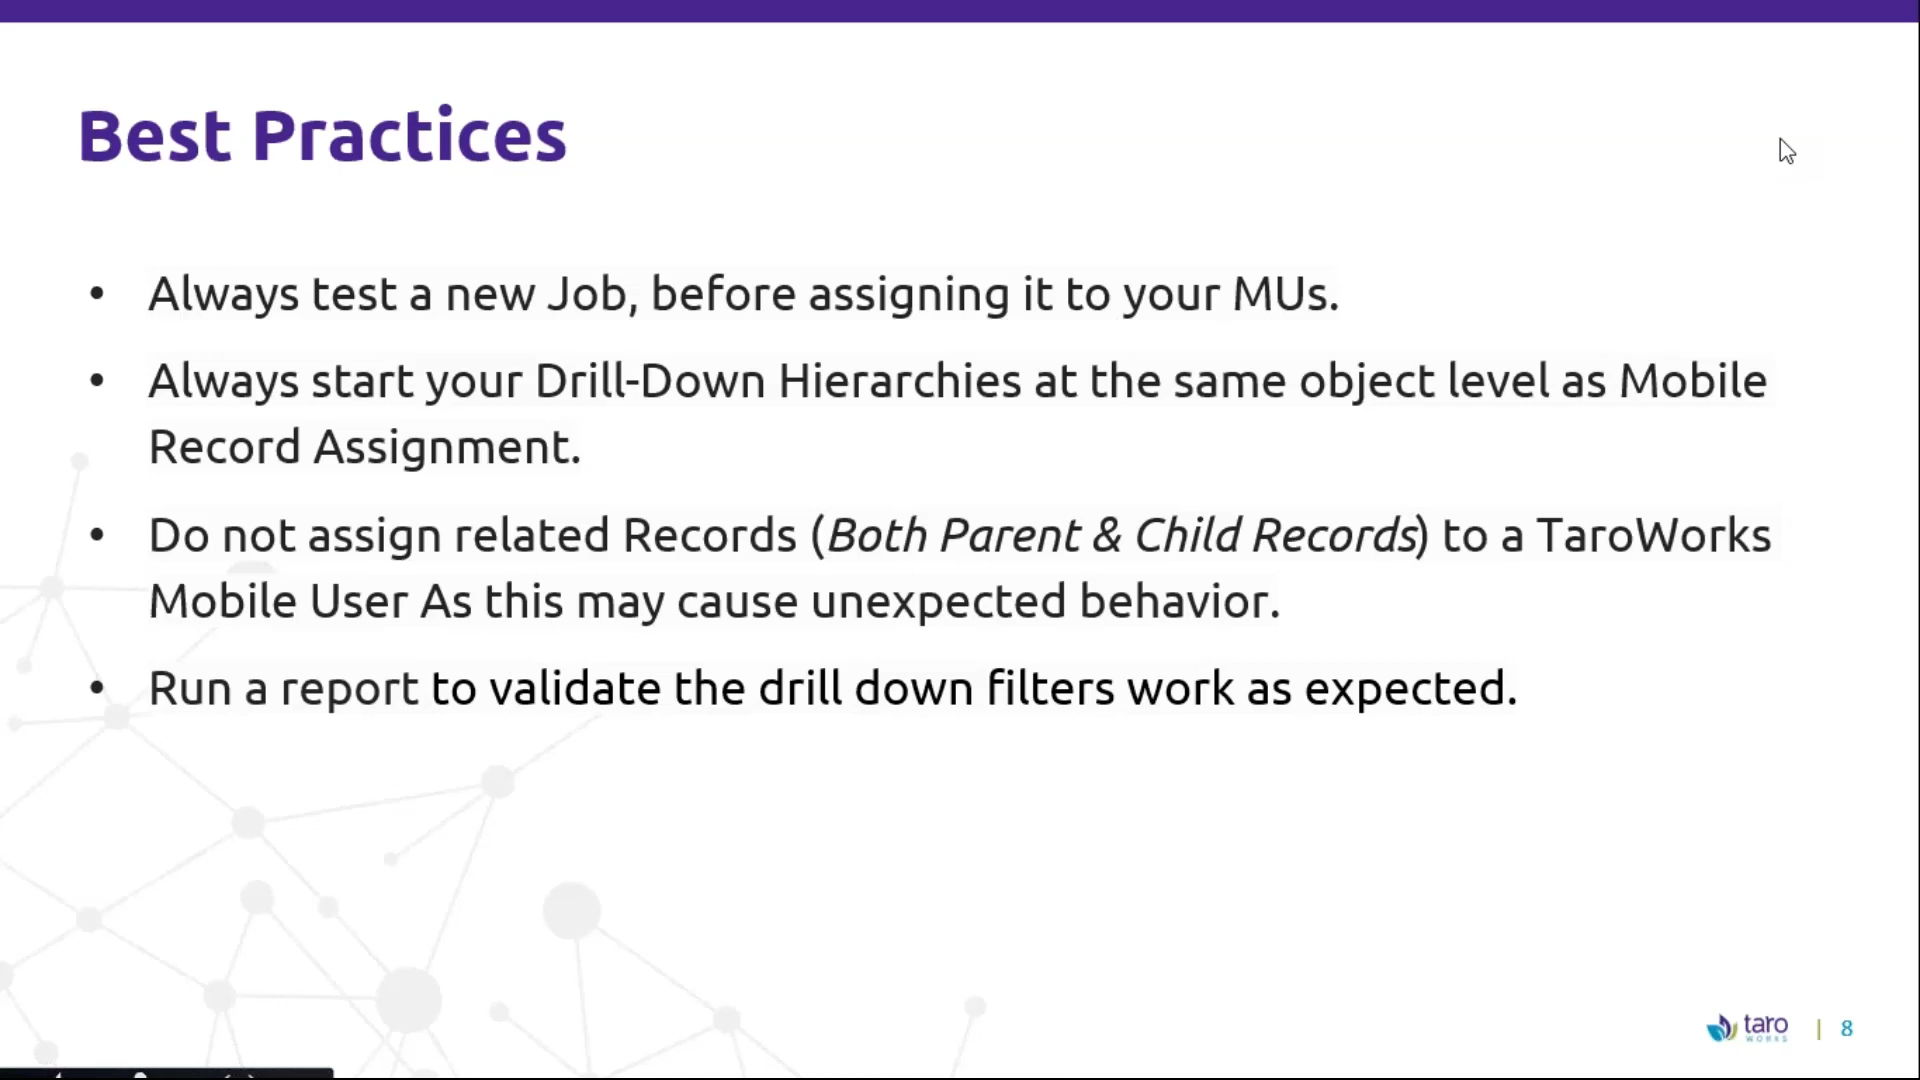 Best Practices
• Always test a new Job, before assigning it to your MUs.
• Always start your Drill-Down Hierarchies at the same object level as Mobile
Record Assignment.
• Do not assign related Records (Both Parent & Child Records) to a TaroWorks
Mobile User As this may cause unexpected behavior.
• Run a report to validate the drill down filters work as expected.
taro
WORKS
| 8